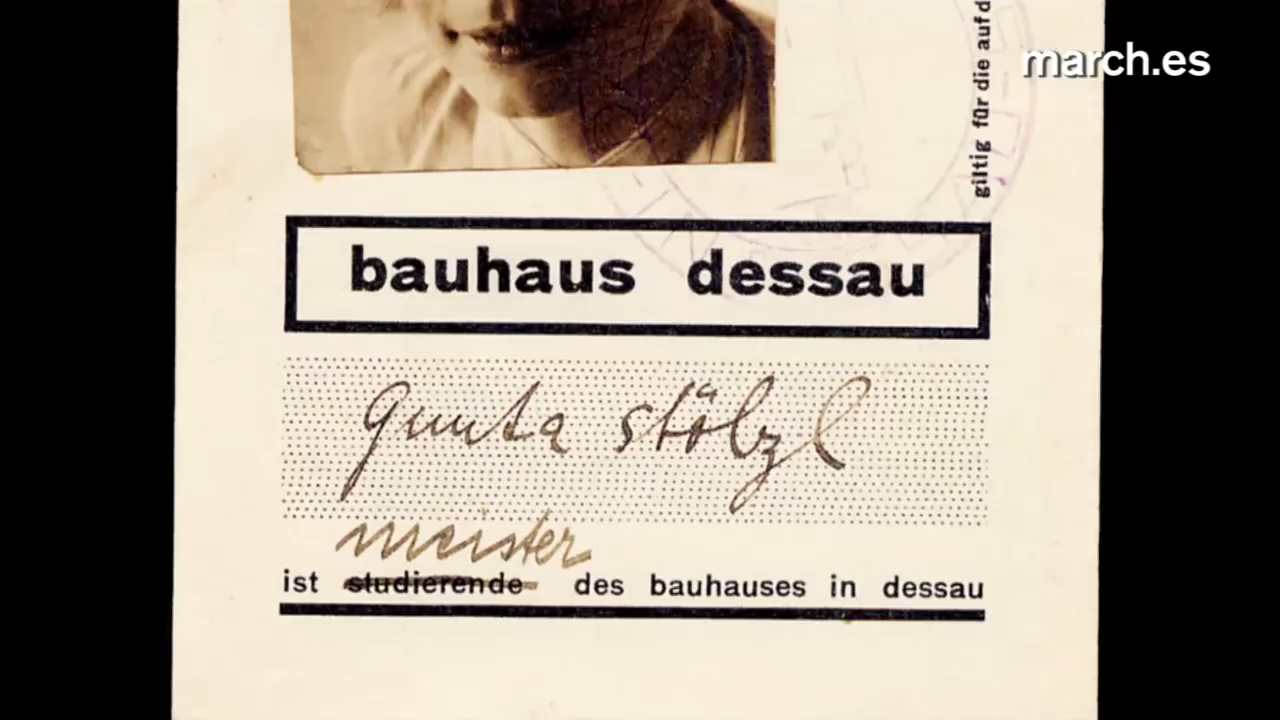 march.es
giltig für die auf d
bauhaus dessau
gunta stölzl
meister
ist studierende des bauhauses in dessau